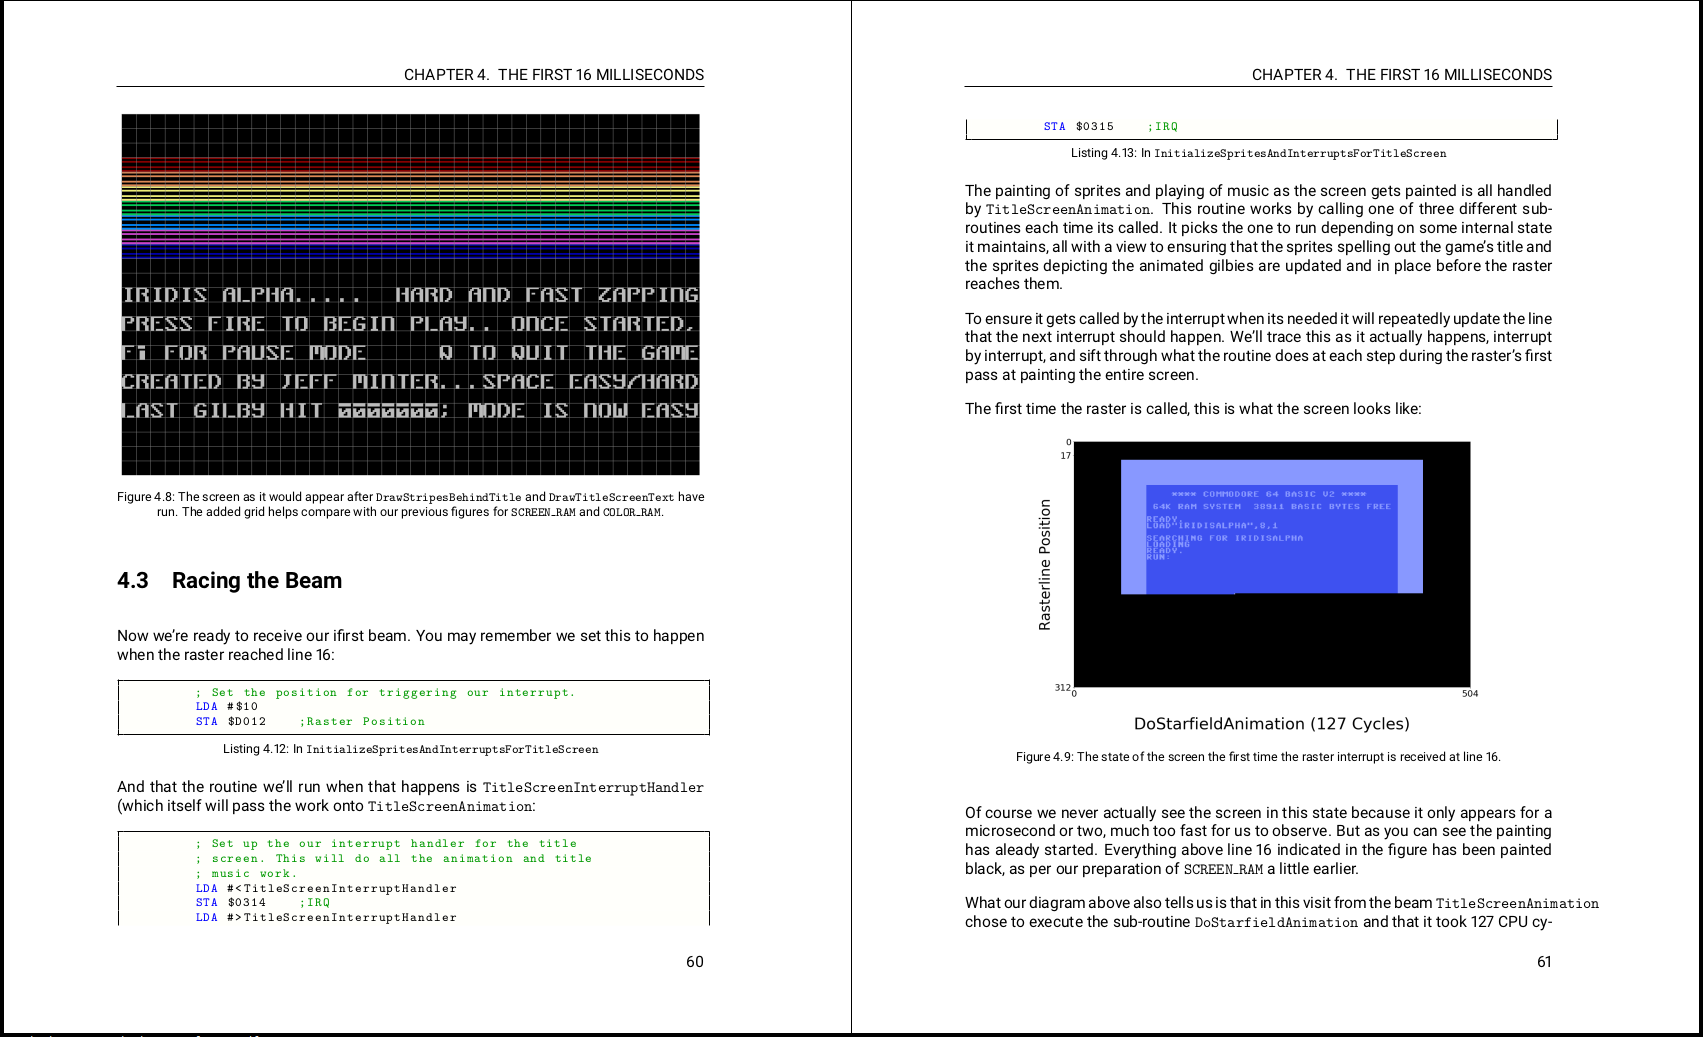 CHAPTER 4. THE FIRST 16 MILLISECONDS
IRIDIS ALPHA..... HARD AND FAST ZAPPING
PRESS FIRE TO BEGIN PLAY.. ONCE STARTED,
F1 FOR PAUSE MODE Q TO QUIT THE GAME
CREATED BY JEFF MINTER...SPACE EASY/HARD
LAST GILBY HIT 0000000; MODE IS NOW EASY
Figure 4.8: The screen as it would appear after DrawStripesBehindTitle and DrawTitleScreenText have
run. The added grid helps compare with our previous figures for SCREEN_RAM and COLOR_RAM.
4.3 Racing the Beam
Now we're ready to receive our ifirst beam. You may remember we set this to happen
when the raster reached line 16:
; Set the position for triggering our interrupt.
LDA #$10
STA $D012 ;Raster Position
Listing 4.12: In InitializeSpritesAndInterruptsForTitleScreen
And that the routine we'll run when that happens is TitleScreenInterruptHandler
(which itself will pass the work onto TitleScreenAnimation:
; Set up the our interrupt handler for the title
; screen. This will do all the animation and title
; music work.
LDA #<TitleScreenInterruptHandler
STA $0314 ;IRQ
LDA #>TitleScreenInterruptHandler
60
CHAPTER 4. THE FIRST 16 MILLISECONDS
STA $0315 ;IRQ
Listing 4.13: In InitializeSpritesAndInterruptsForTitleScreen
The painting of sprites and playing of music as the screen gets painted is all handled
by TitleScreenAnimation. This routine works by calling one of three different sub-
routines each time its called. It picks the one to run depending on some internal state
it maintains, all with a view to ensuring that the sprites spelling out the game's title and
the sprites depicting the animated gilbies are updated and in place before the raster
reaches them.
To ensure it gets called by the interrupt when its needed it will repeatedly update the line
that the next interrupt should happen. We'll trace this as it actually happens, interrupt
by interrupt, and sift through what the routine does at each step during the raster's first
pass at painting the entire screen.
The first time the raster is called, this is what the screen looks like:
0
17
**** COMMODORE 64 BASIC V2 ****
64K RAM SYSTEM 38911 BASIC BYTES FREE
READY.
LOAD"IRIDISALPHA",8,1
SEARCHING FOR IRIDISALPHA
LOADING
READY.
RUN:
Rasterline Position
312
0 504
DoStarfieldAnimation (127 Cycles)
Figure 4.9: The state of the screen the first time the raster interrupt is received at line 16.
Of course we never actually see the screen in this state because it only appears for a
microsecond or two, much too fast for us to observe. But as you can see the painting
has aleady started. Everything above line 16 indicated in the figure has been painted
black, as per our preparation of SCREEN_RAM a little earlier.
What our diagram above also tells us is that in this visit from the beam TitleScreenAnimation
chose to execute the sub-routine DoStarfieldAnimation and that it took 127 CPU cy-
61